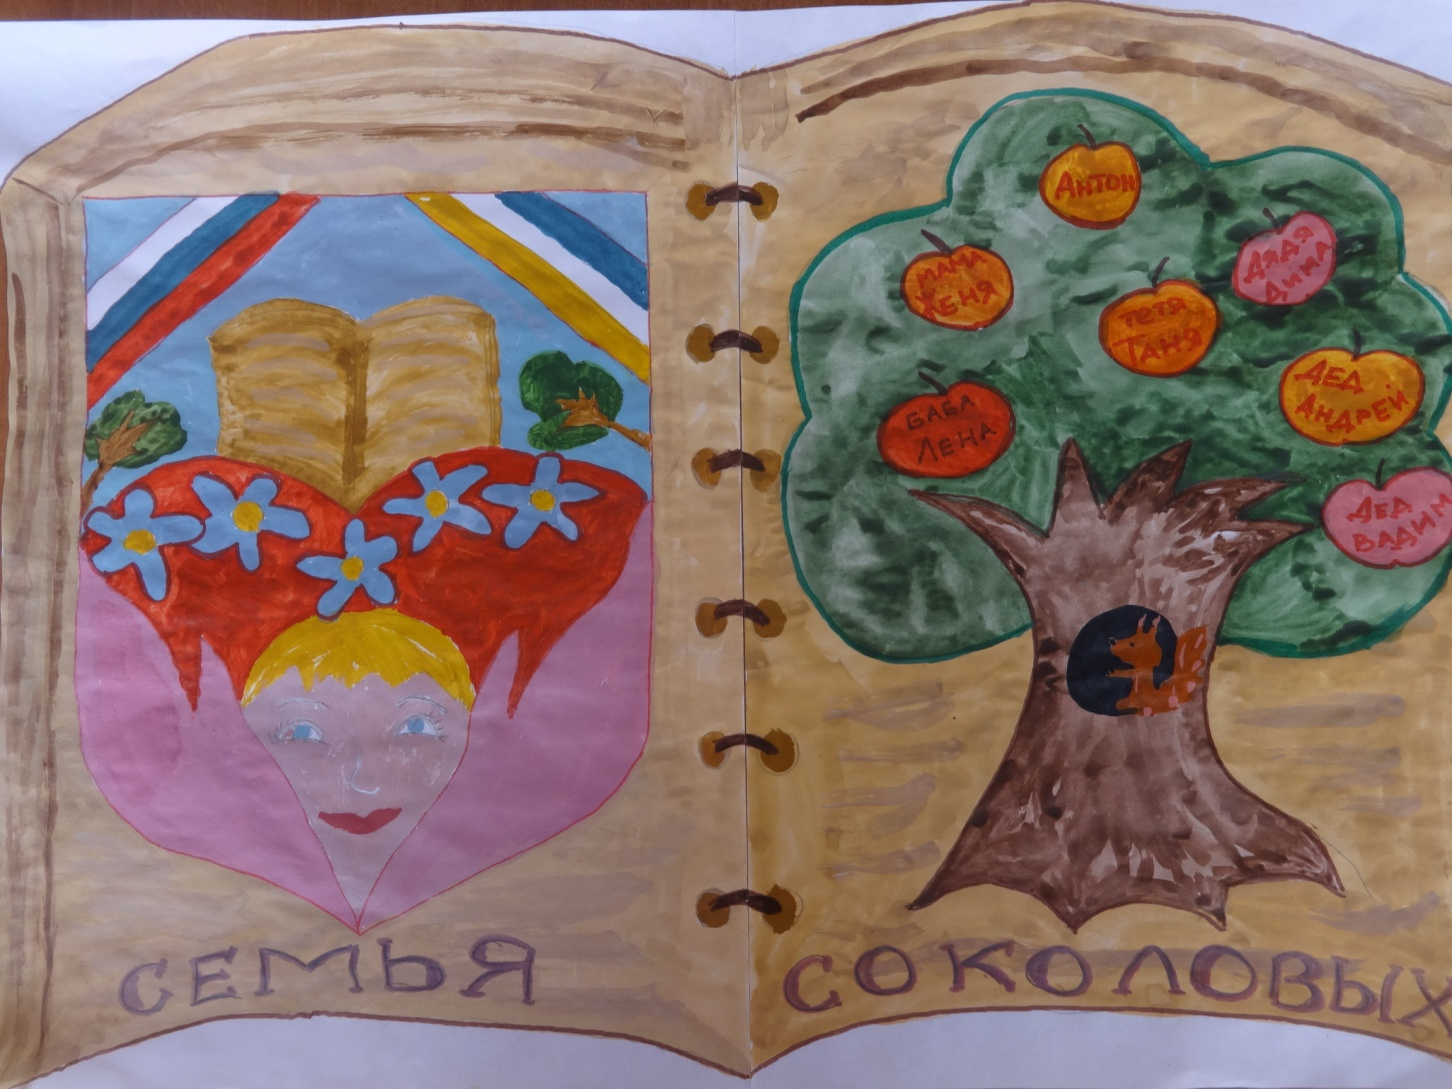 АНТОН
МАМА
ЖЕНЯ
ДЯДЯ
ДИМА
ТЕТЯ
ТАНЯ
ДЕД
АНДРЕЙ
БАБА
ЛЕНА
ДЕД
ВАДИМ
СЕМЬЯ СОКОЛОВЫХ